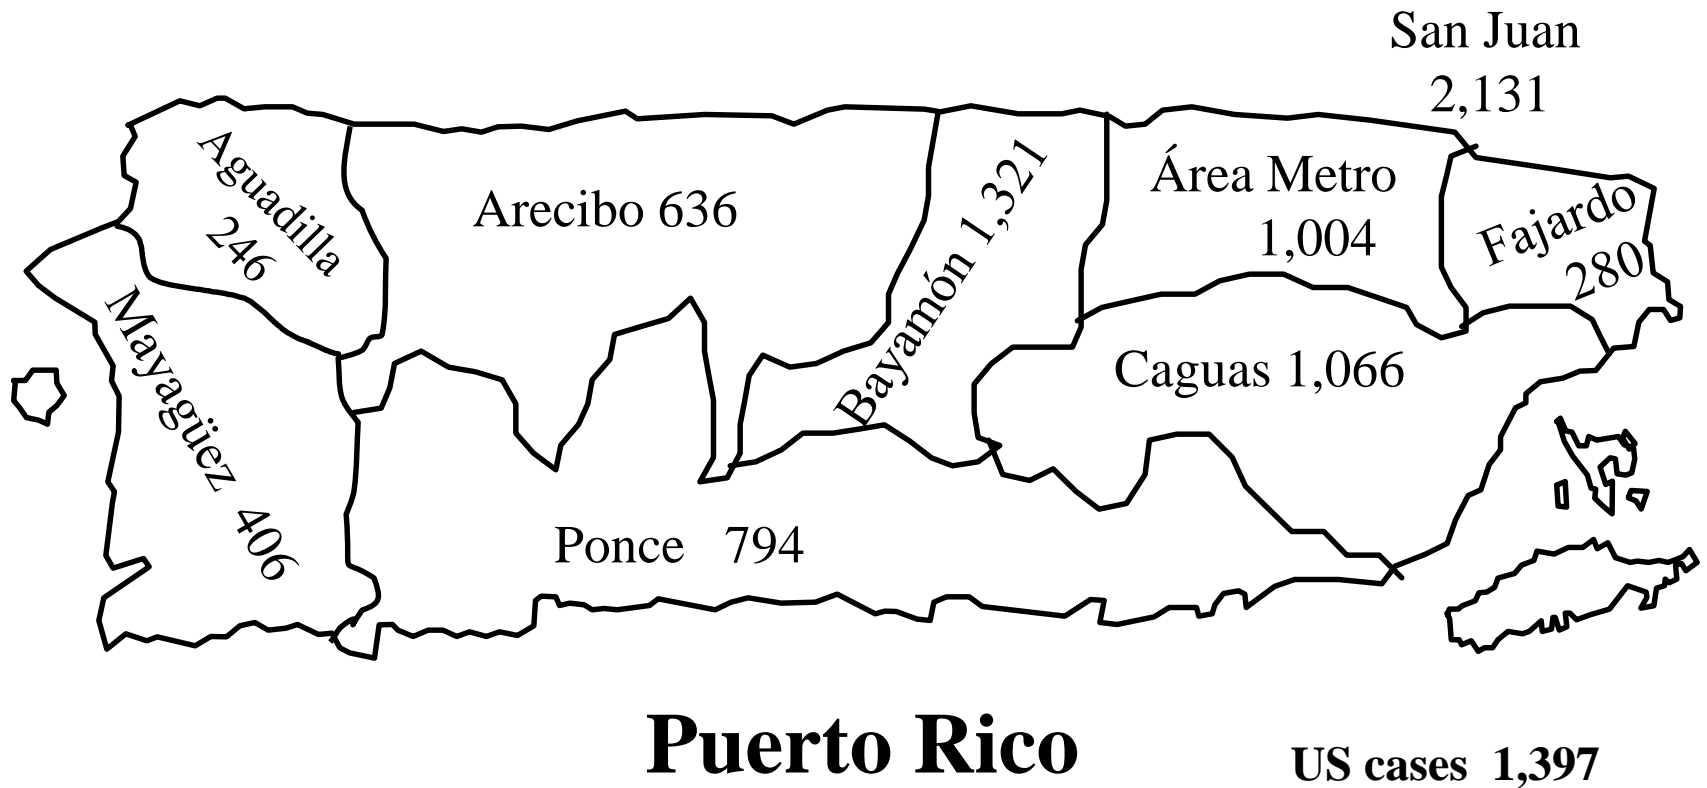 San Juan
2,131
Aguadilla
246
Arecibo 636
Bayamón 1,321
Área Metro
1,004
Fajardo
280
Mayagüez 406
Caguas 1,066
Ponce 794
Puerto Rico
US cases 1,397